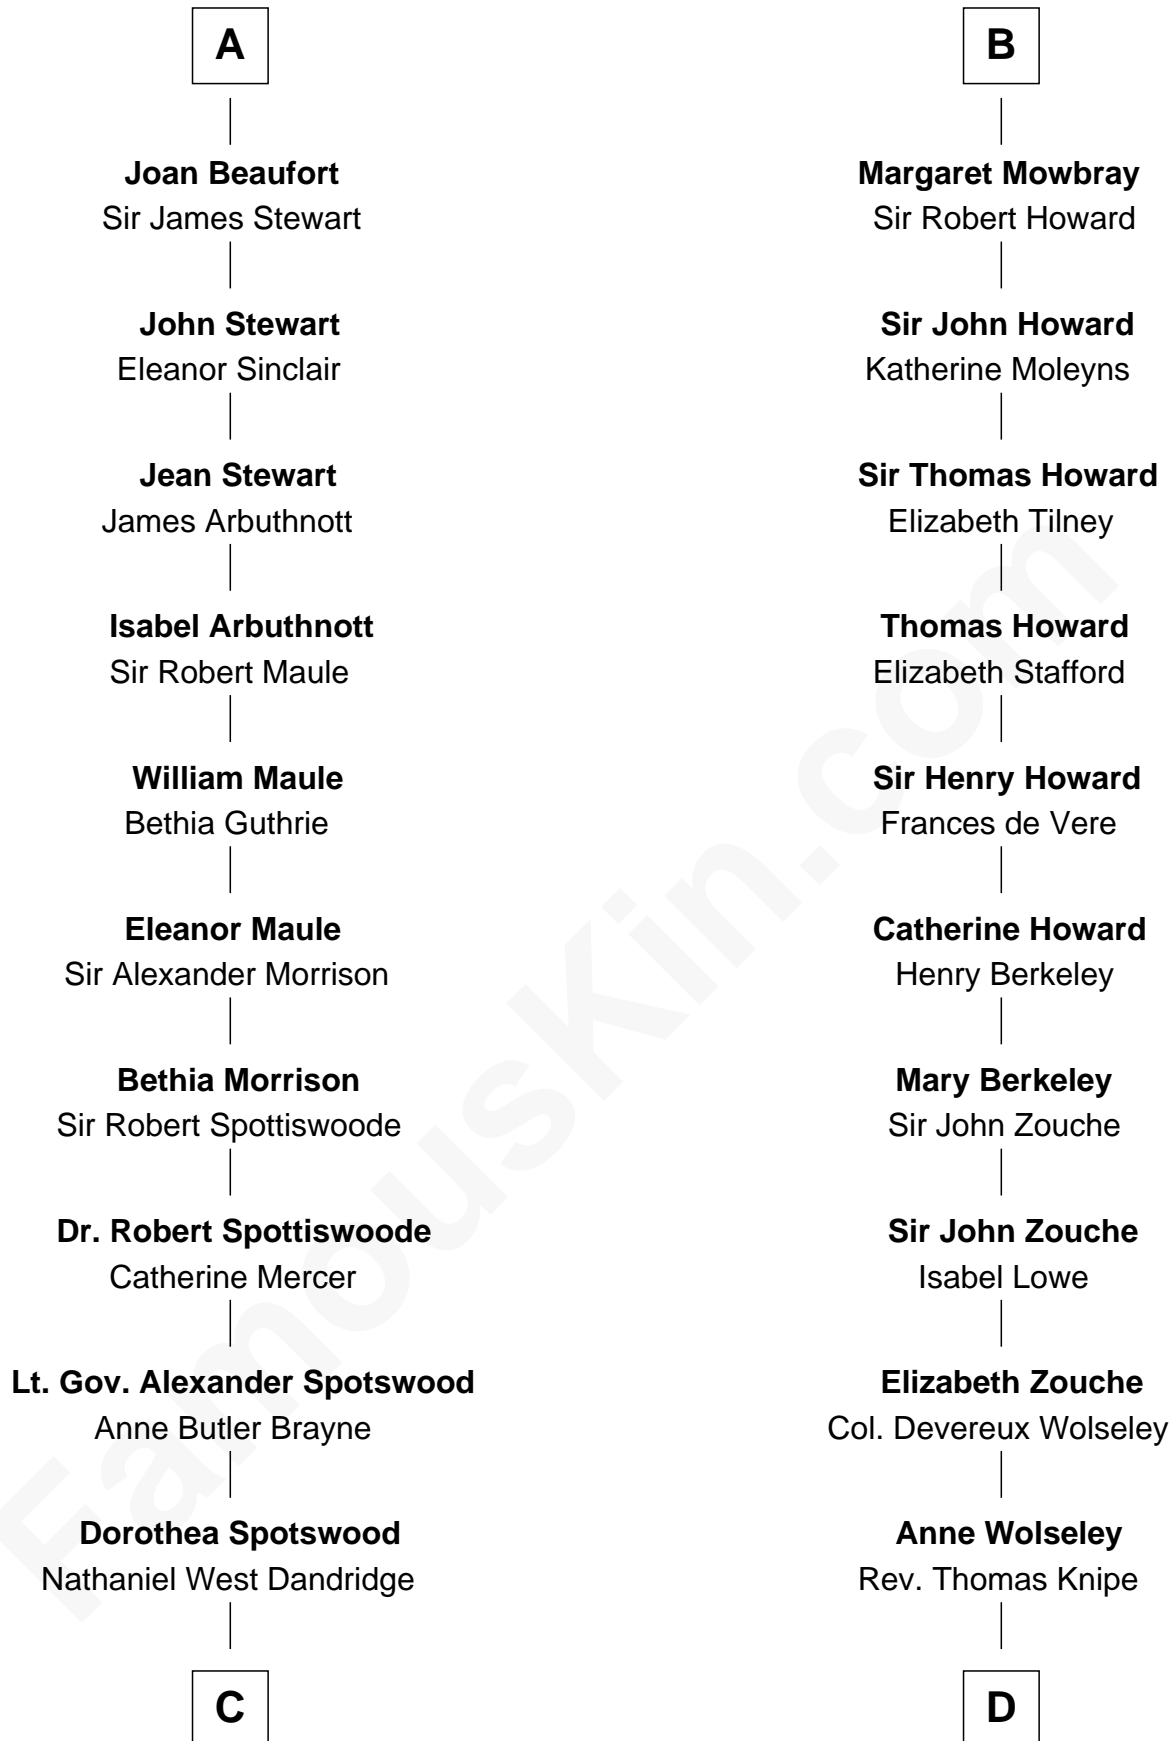 A
Joan Beaufort
Sir James Stewart
John Stewart
Eleanor Sinclair
Jean Stewart
James Arbuthnott
Isabel Arbuthnott
Sir Robert Maule
William Maule
Bethia Guthrie
Eleanor Maule
Sir Alexander Morrison
Bethia Morrison
Sir Robert Spottiswoode
Dr. Robert Spottiswoode
Catherine Mercer
Lt. Gov. Alexander Spotswood
Anne Butler Brayne
Dorothea Spotswood
Nathaniel West Dandridge
C
B
Margaret Mowbray
Sir Robert Howard
Sir John Howard
Katherine Moleyns
Sir Thomas Howard
Elizabeth Tilney
Thomas Howard
Elizabeth Stafford
Sir Henry Howard
Frances de Vere
Catherine Howard
Henry Berkeley
Mary Berkeley
Sir John Zouche
Sir John Zouche
Isabel Lowe
Elizabeth Zouche
Col. Devereux Wolseley
Anne Wolseley
Rev. Thomas Knipe
D
FamousKin.com